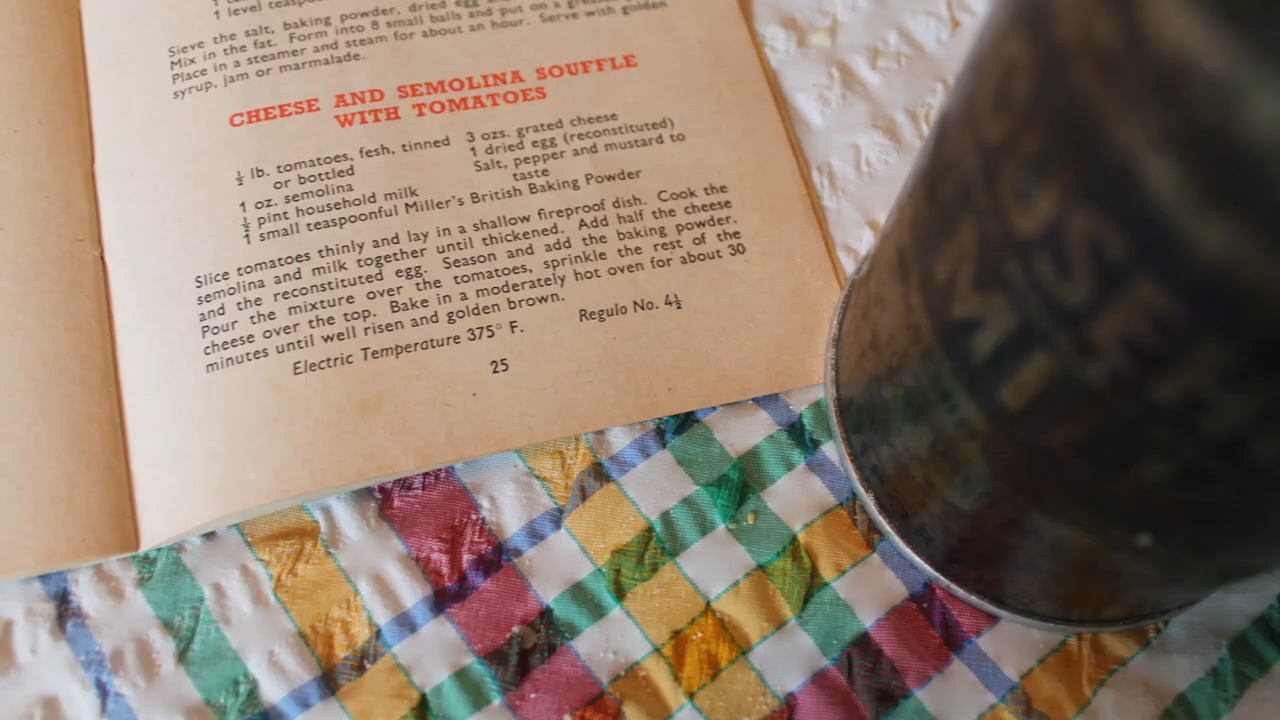 1 level teaspoo
Sieve the salt, baking powder, dried egg
Mix in the fat. Form into 8 small balls and put on a
Place in a steamer and steam for about an hour. Serve with golden
syrup, jam or marmalade.
CHEESE AND SEMOLINA SOUFFLE
WITH TOMATOES
½ lb. tomatoes, fesh, tinned
or bottled
1 oz. semolina
½ pint household milk
3 ozs. grated cheese
1 dried egg (reconstituted)
Salt, pepper and mustard to
taste
1 small teaspoonful Miller's British Baking Powder
Slice tomatoes thinly and lay in a shallow fireproof dish. Cook the
semolina and milk together until thickened. Add half the cheese
and the reconstituted egg. Season and add the baking powder.
Pour the mixture over the tomatoes, sprinkle the rest of the
cheese over the top. Bake in a moderately hot oven for about 30
minutes until well risen and golden brown.
Electric Temperature 375° F. Regulo No. 4½
25